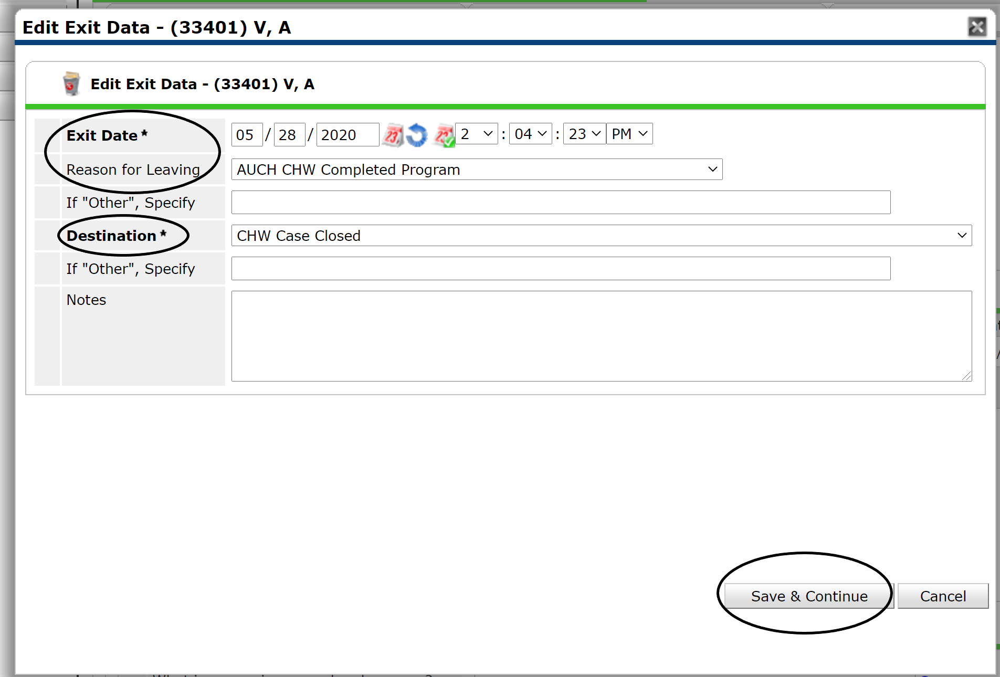 Edit Exit Data - (33401) V, A
Edit Exit Data - (33401) V, A
Exit Date * 05 / 28 / 2020 2 : 04 : 23 PM
Reason for Leaving AUCH CHW Completed Program
If "Other", Specify
Destination * CHW Case Closed
If "Other", Specify
Notes
Save & Continue Cancel